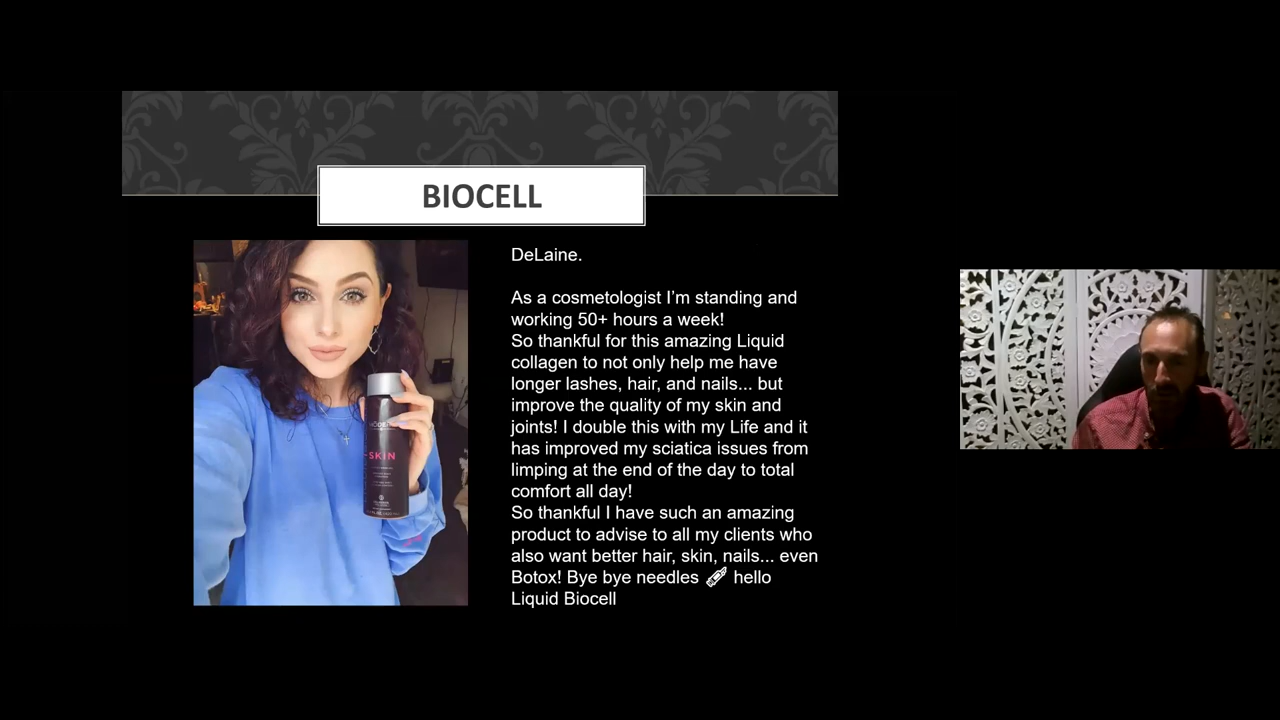 BIOCELL
DeLaine.
As a cosmetologist I’m standing and
working 50+ hours a week!
So thankful for this amazing Liquid
collagen to not only help me have
longer lashes, hair, and nails... but
improve the quality of my skin and
joints! I double this with my Life and it
has improved my sciatica issues from
limping at the end of the day to total
comfort all day!
So thankful I have such an amazing
product to advise to all my clients who
also want better hair, skin, nails... even
Botox! Bye bye needles 💉 hello
Liquid Biocell
SKIN